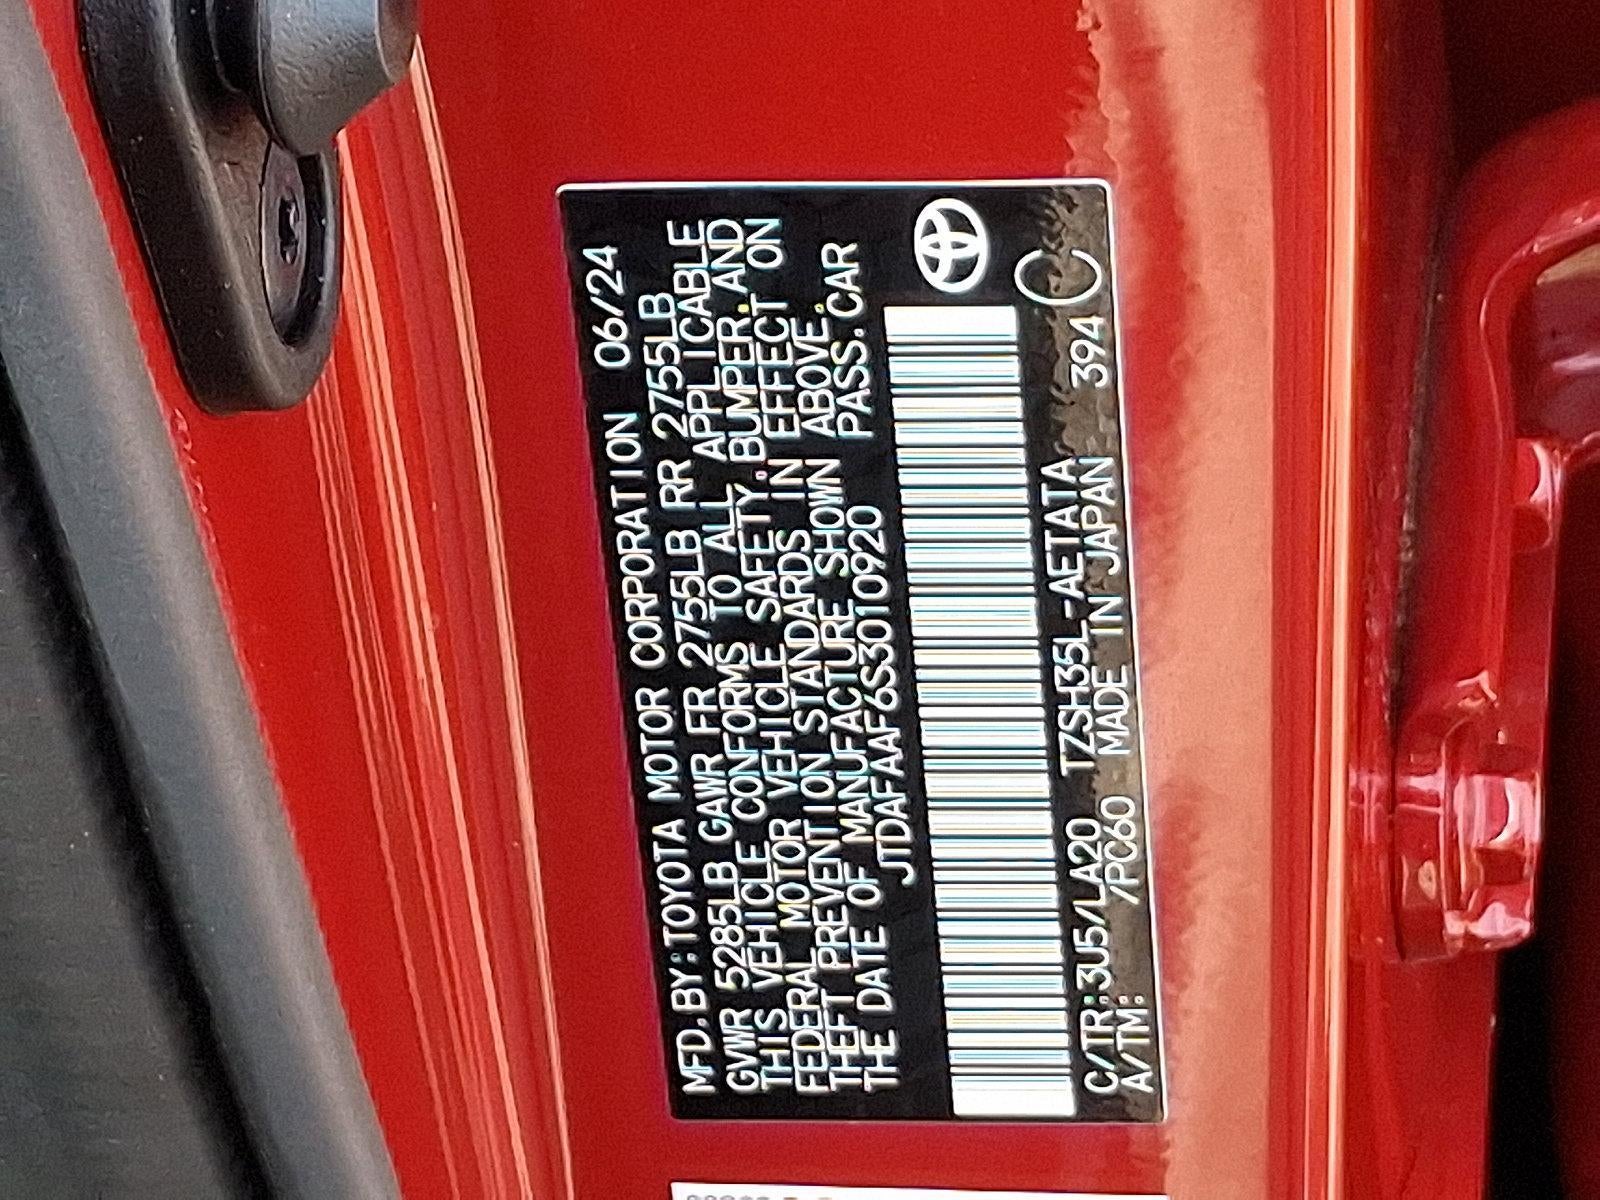 MFD.BY:TOYOTA MOTOR CORPORATION 06/24
GVWR 5285LB GAWR FR 2755LB RR 2755LB
THIS VEHICLE CONFORMS TO ALL APPLICABLE
FEDERAL MOTOR VEHICLE SAFETY,BUMPER,AND
THEFT PREVENTION STANDARDS IN EFFECT ON
THE DATE OF MANUFACTURE SHOWN ABOVE.
JTDAFAAF6S3010920 PASS.CAR
C/TR:3U5/LA20 TZSH35L-AETATA C
A/TM: /PC60 MADE IN JAPAN 394